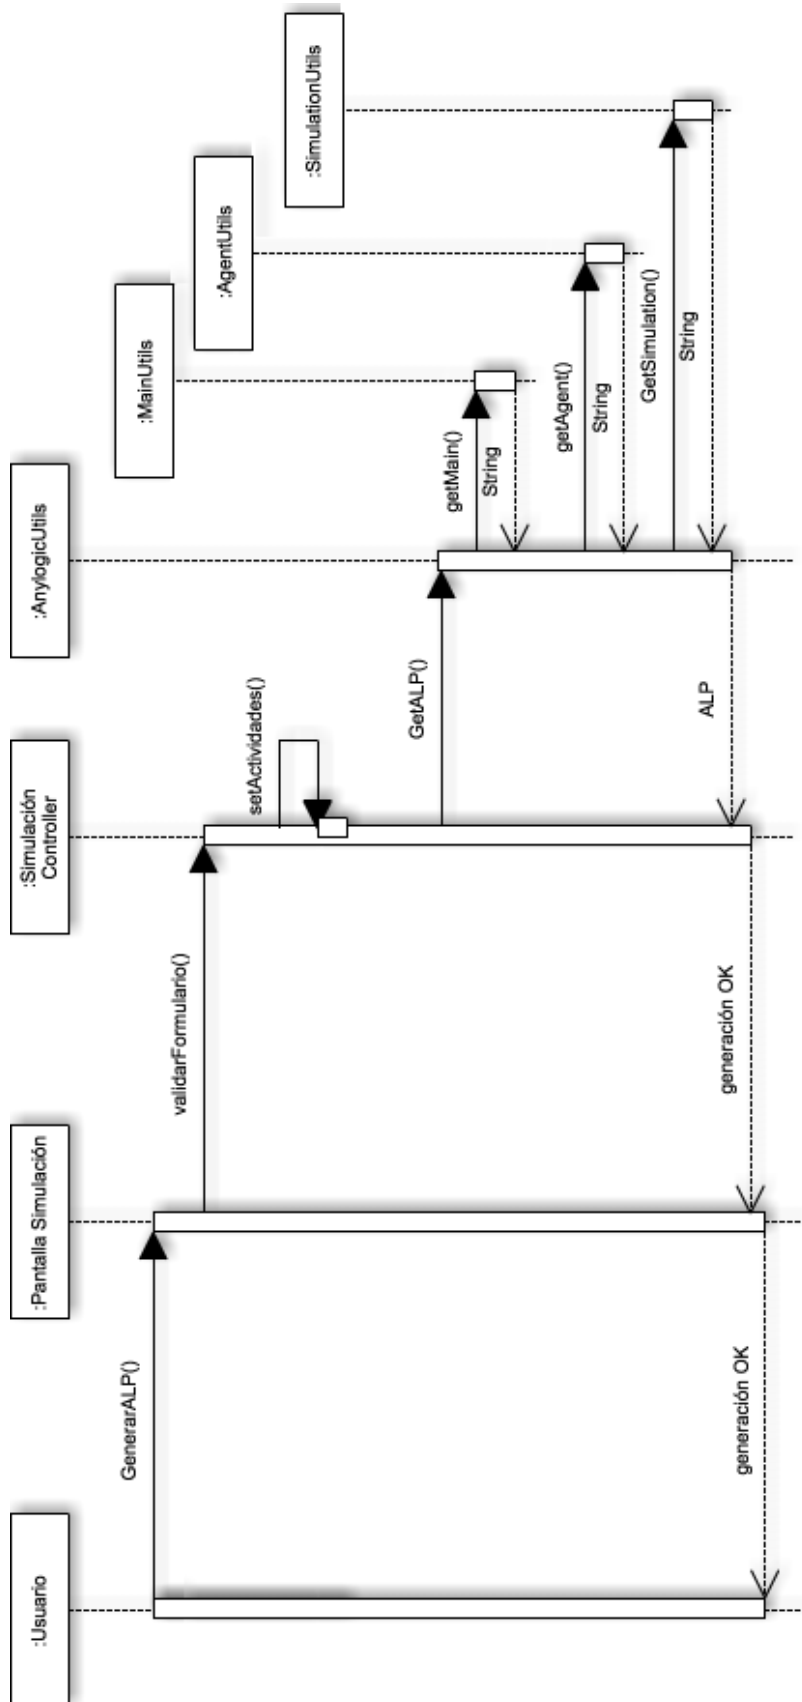 :Usuario
:Pantalla Simulación
:Simulación
Controller
:AnylogicUtils
:MainUtils
:AgentUtils
:SimulationUtils
GenerarALP()
validarFormulario()
setActividades()
GetALP()
getMain()
String
getAgent()
String
GetSimulation()
String
ALP
generación OK
generación OK